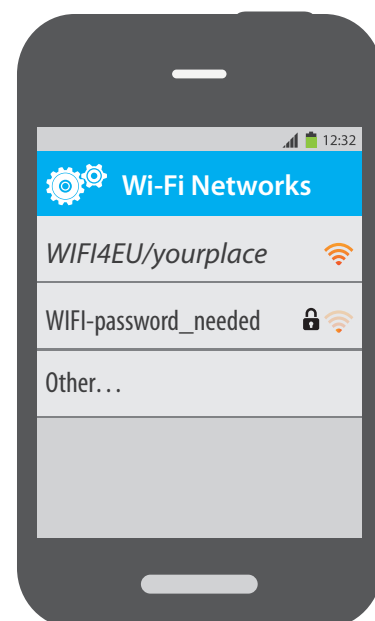 12:32
Wi-Fi Networks
WIFI4EU/yourplace
WIFI-password_needed
Other…